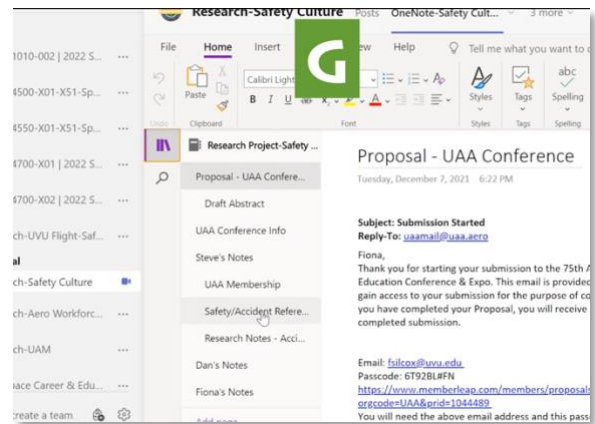 Research-Safety Culture Posts OneNote-Safety Cult... 3 more
File Home Insert Help Tell me what you want to
G
Calibri Light
Paste
B I U ab
Styles Tags Spelling
abc
Undo Clipboard Font Styles Tags Spelling
1010-002 | 2022 S...
4500-X01-X51-Sp...
4550-X01-X51-Sp...
4700-X01 | 2022 S...
4700-X02 | 2022 S...
ch-UVU Flight-Saf...
al
ch-Safety Culture
ch-Aero Workforc...
ch-UAM
pace Career & Edu...
create a team
Research Project-Safety ...
Proposal - UAA Confere...
Draft Abstract
UAA Conference Info
Steve's Notes
UAA Membership
Safety/Accident Refere...
Research Notes - Acci...
Dan's Notes
Fiona's Notes
Add page
Proposal - UAA Conference
Tuesday, December 7, 2021 6:22 PM
Subject: Submission Started
Reply-To: uaamail@uaa.aero
Fiona,
Thank you for starting your submission to the 75th A
Education Conference & Expo. This email is provided
gain access to your submission for the purpose of co
you have completed your Proposal, you will receive
completed submission.
Email: fsilcox@uvu.edu
Passcode: 6T92BL#FN
https://www.memberleap.com/members/proposals
orgcode=UAA&prid=1044489
You will need the above email address and this pass